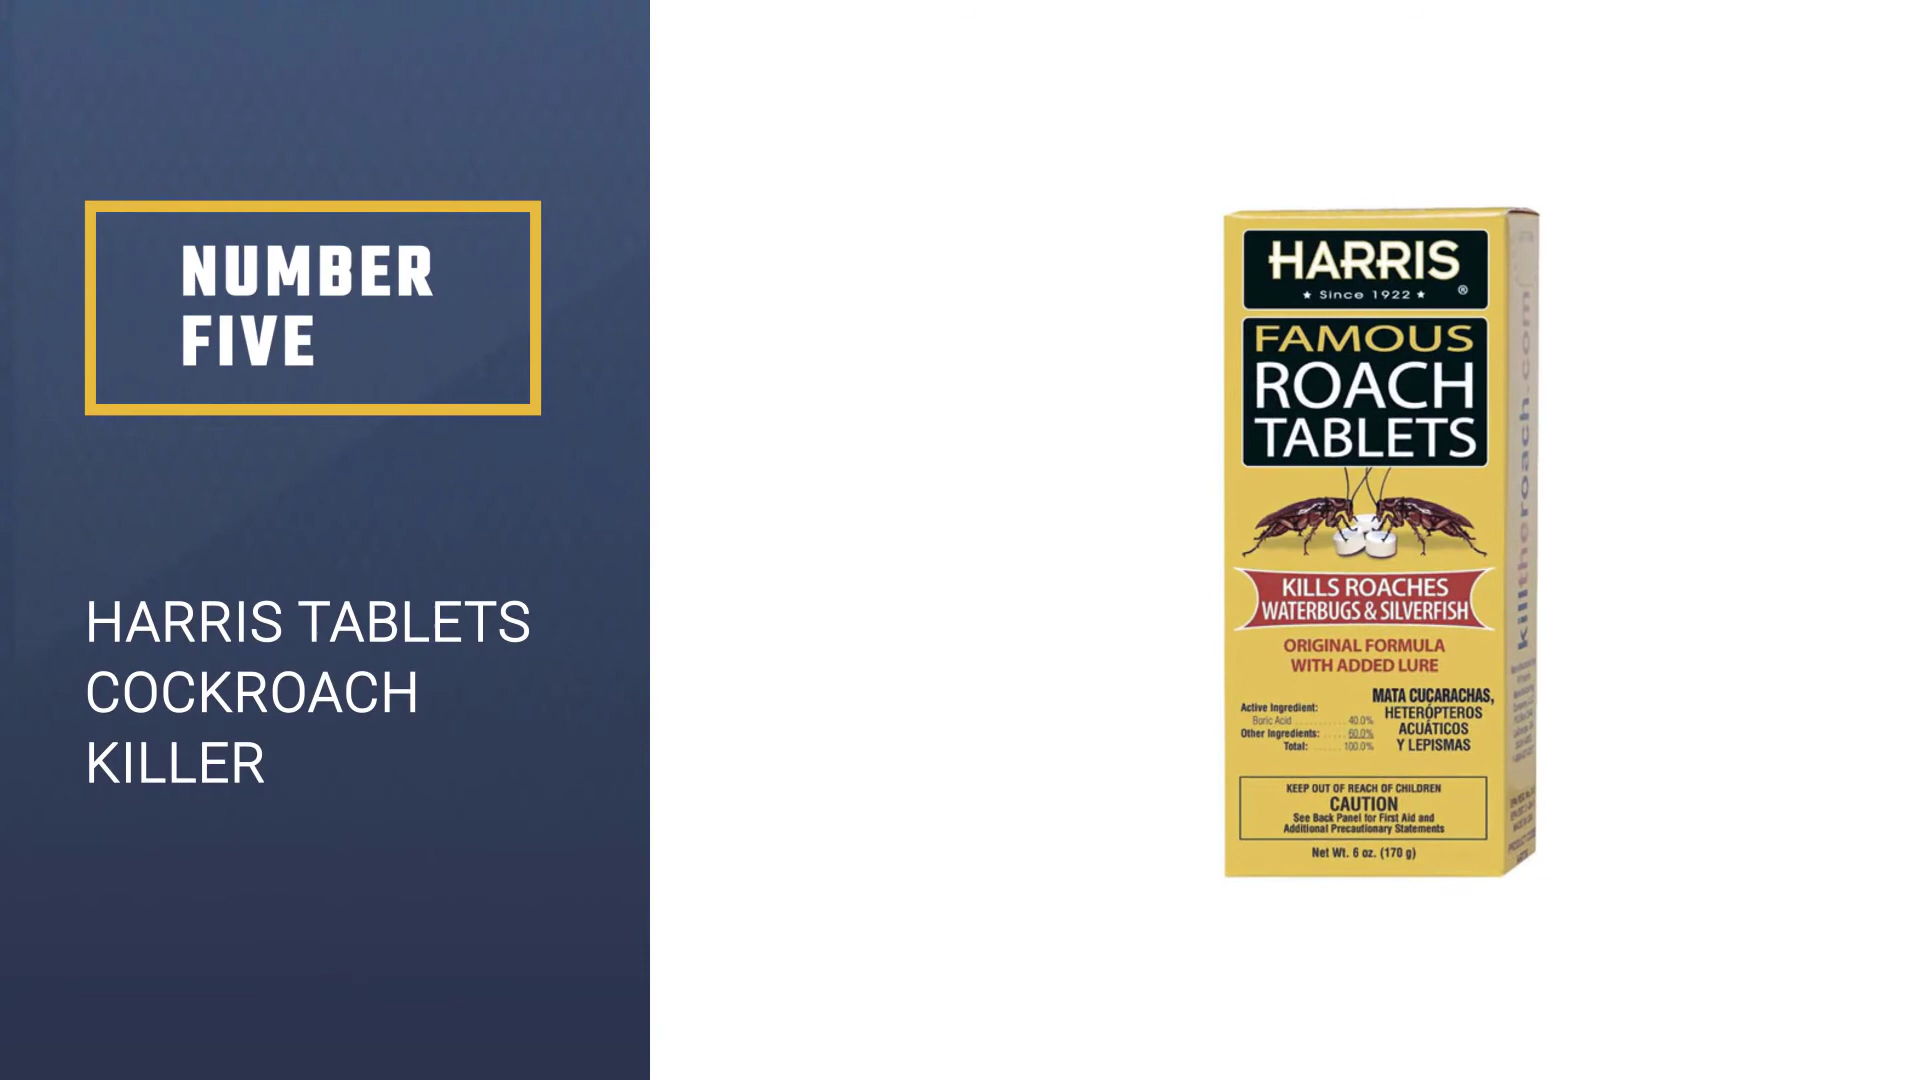 NUMBER
FIVE
HARRIS TABLETS
COCKROACH
KILLER
HARRIS
★ Since 1922 ★ ®
FAMOUS
ROACH
TABLETS
KILLS ROACHES
WATERBUGS & SILVERFISH
ORIGINAL FORMULA
WITH ADDED LURE
Active Ingredient:
Boric Acid ........... 40.0%
Other Ingredients: ..... 60.0%
Total: ....... 100.0%
MATA CUCARACHAS,
HETERÓPTEROS
ACUÁTICOS
Y LEPISMAS
KEEP OUT OF REACH OF CHILDREN
CAUTION
See Back Panel for First Aid and
Additional Precautionary Statements
Net Wt. 6 oz. (170 g)
killtheroach.com